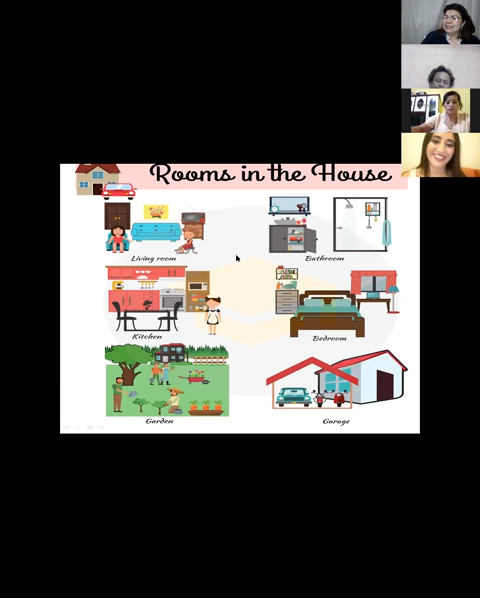 Rooms in the House
Living room
Bathroom
Kitchen
Bedroom
Garden
Garage